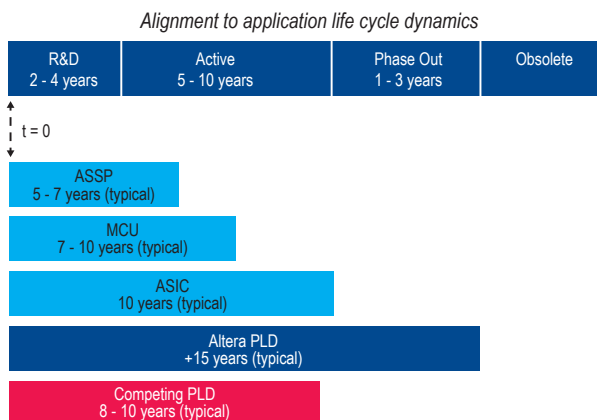 Alignment to application life cycle dynamics
R&D
2 - 4 years
Active
5 - 10 years
Phase Out
1 - 3 years
Obsolete
t = 0
ASSP
5 - 7 years (typical)
MCU
7 - 10 years (typical)
ASIC
10 years (typical)
Altera PLD
+15 years (typical)
Competing PLD
8 - 10 years (typical)